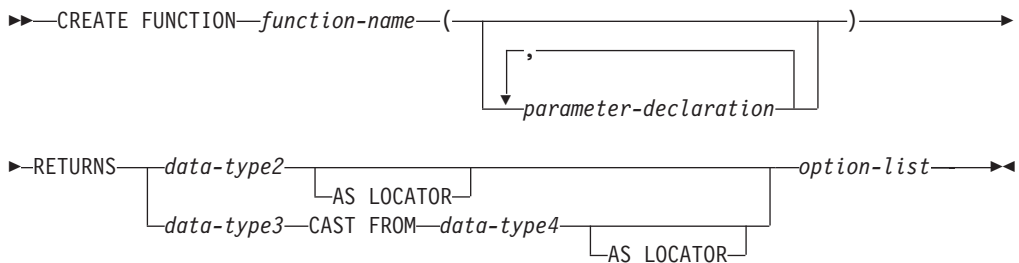 CREATE FUNCTION function-name ( )
,
parameter-declaration
RETURNS data-type2 option-list
AS LOCATOR
data-type3 CAST FROM data-type4
AS LOCATOR